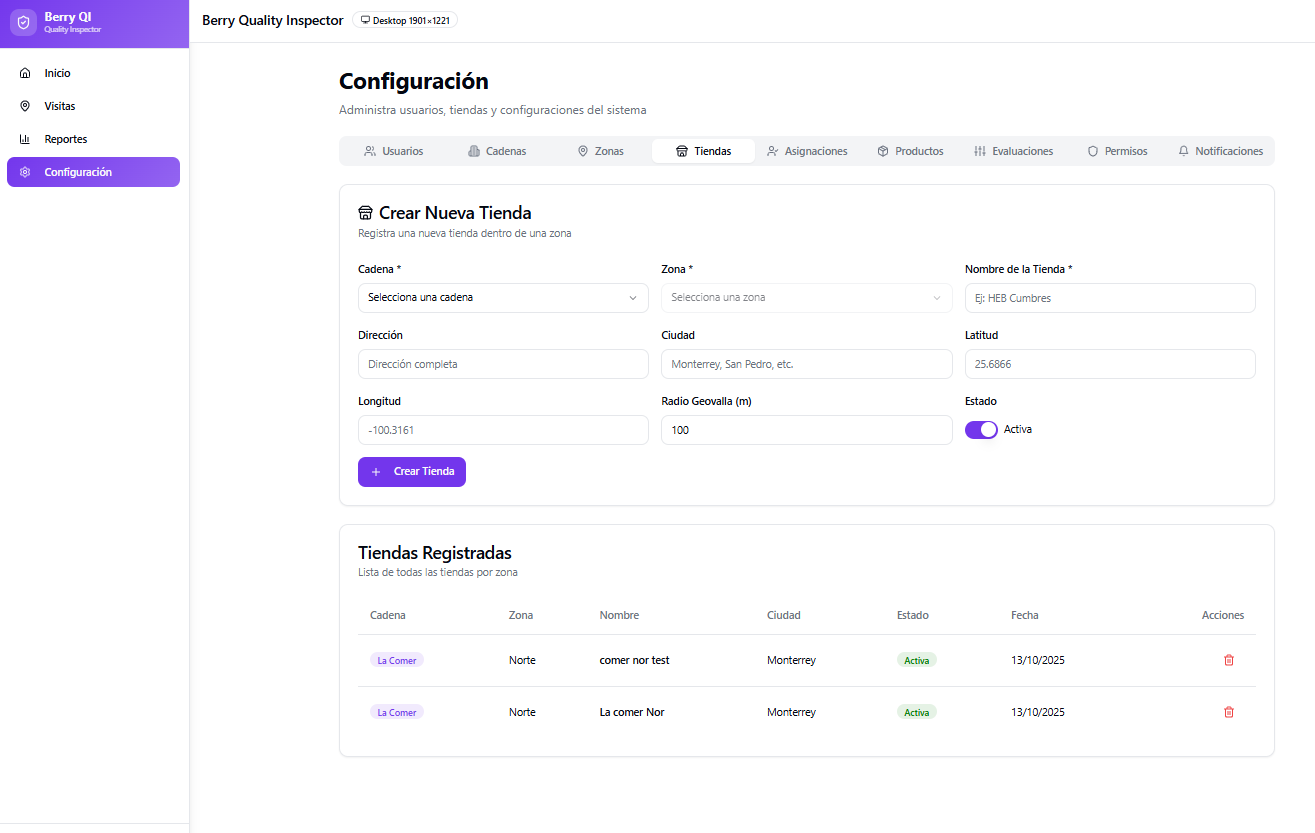 Berry QI
Quality Inspector
Berry Quality Inspector
Desktop 1901×1221
Inicio
Visitas
Reportes
Configuración
Configuración
Administra usuarios, tiendas y configuraciones del sistema
Usuarios Cadenas Zonas Tiendas Asignaciones Productos Evaluaciones Permisos Notificaciones
Crear Nueva Tienda
Registra una nueva tienda dentro de una zona
Cadena * Zona * Nombre de la Tienda *
Selecciona una cadena Selecciona una zona Ej: HEB Cumbres
Dirección Ciudad Latitud
Dirección completa Monterrey, San Pedro, etc. 25.6866
Longitud Radio Geovalla (m) Estado
-100.3161 100 Activa
Crear Tienda
Tiendas Registradas
Lista de todas las tiendas por zona
Cadena Zona Nombre Ciudad Estado Fecha Acciones
La Comer Norte comer nor test Monterrey Activa 13/10/2025
La Comer Norte La comer Nor Monterrey Activa 13/10/2025